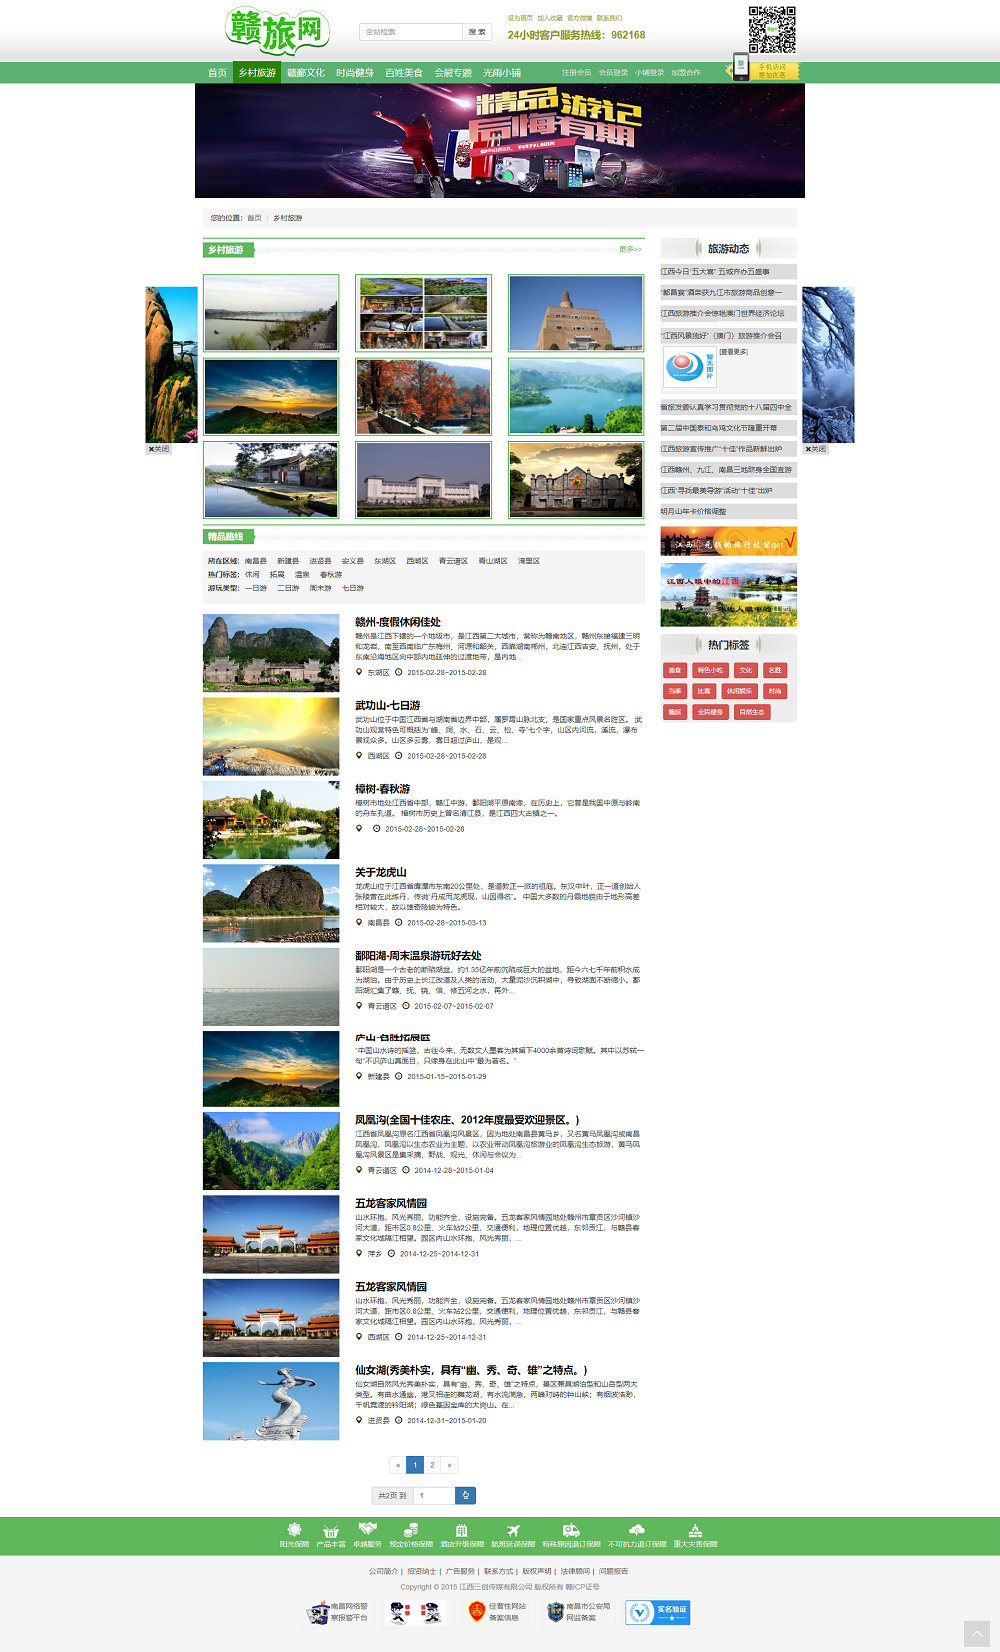 赣旅网
全站检索
搜 索
设为首页 加入收藏 官方微博 联系我们
24小时客户服务热线：962168
首页 乡村旅游 赣鄱文化 时尚健身 百姓美食 会展专题 光雨小铺
注册会员 会员登录 小铺登录 加盟合作
手机访问
更加优惠
精品游记
后悔有期
您的位置：首页 / 乡村旅游
乡村旅游
更多>>
旅游动态
江西今日“五大喜” 五城齐办五盛事
“都昌宴”酒荣获九江市旅游商品创意一
江西旅游推介会惊艳澳门世界经济论坛
“江西风景独好”（澳门）旅游推介会召
暂无图片
[查看更多]
省旅发委认真学习贯彻党的十八届四中全
第二届中国泰和乌鸡文化节隆重开幕
江西旅游宣传推广“十佳”作品新鲜出炉
江西赣州、九江、南昌三地跻身全国宜游
江西“寻找最美导游”活动“十佳”出炉
明月山年卡价格调整
×关闭
×关闭
精品路线
所在区域： 南昌县 新建县 进贤县 安义县 东湖区 西湖区 青云谱区 青山湖区 湾里区
热门标签： 休闲 拓展 温泉 春秋游
游玩类型： 一日游 二日游 周末游 七日游
江西人眼中的江西
热门标签
美食 特色小吃 文化 名胜
当季 比赛 休闲娱乐 时尚
赣旅 全民健身 自然生态
赣州-度假休闲佳处
赣州是江西下辖的一个地级市，是江西第二大城市，常称为赣南地区，赣州东接福建三明
和龙岩，南至西南临广东梅州、河源和韶关，西靠湖南郴州，北连江西吉安、抚州，处于
东南沿海地区向中部内地延伸的过渡地带，是内地...
东湖区 2015-02-28~2015-02-28
武功山-七日游
武功山位于中国江西省与湖南省边界中部，属罗霄山脉北支，是国家重点风景名胜区。 武
功山观赏特色可概括为“峰、洞、水、石、云、松、寺”七个字，山区内河流，溪流，瀑布
景观众多。山区多云雾，雾日超过庐山，是观...
西湖区 2015-02-28~2015-02-28
樟树-春秋游
樟树市地处江西省中部，赣江中游，鄱阳湖平原南缘，在历史上，它曾是我国中原与岭南
的舟车孔道。 樟树市历史上曾名清江县，是江西四大古镇之一。
2015-02-28~2015-02-28
关于龙虎山
龙虎山位于江西省鹰潭市东南20公里处，是道教正一派的祖庭。东汉中叶，正一道创始人
张陵曾在此炼丹，传说“丹成而龙虎现，山因得名”。 中国大多数的丹霞地貌由于地形高差
相对较大，故以雄奇险峻为特色。
南昌县 2015-02-28~2015-03-13
鄱阳湖-周末温泉游玩好去处
鄱阳湖是一个古老的断陷湖盆，约1.35亿年前沉陷成巨大的盆地，距今六七千年前积水成
为湖泊。由于历史上长江改道及人类的活动，大量泥沙沉积湖中，导致湖面不断缩小。鄱
阳湖汇集了赣、抚、饶、信、修五河之水，再外...
青云谱区 2015-02-07~2015-02-07
庐山-名胜拓展区
“中国山水诗的摇篮，古往今来，无数文人墨客为其留下4000余首诗词歌赋。其中以苏轼一
句“不识庐山真面目，只缘身在此山中”最为著名。”
新建县 2015-01-15~2015-01-29
凤凰沟(全国十佳农庄、2012年度最受欢迎景区。)
江西省凤凰沟原名江西省凤凰沟风景区，因为地处南昌县黄马乡，又名黄马凤凰沟或南昌
凤凰沟，凤凰沟以生态农业为主题，以农业带动凤凰沟旅游业的凤凰沟生态旅游，黄马凤
凰沟风景区是集采摘、野战、观光、休闲与会议为...
青云谱区 2014-12-28~2015-01-04
五龙客家风情园
山水环抱，风光秀丽，功能齐全，设施完备。五龙客家风情园地处赣州市章贡区沙河镇沙
河大道，距市区0.8公里、火车站2公里，交通便利，地理位置优越，东邻贡江，与赣县客
家文化城隔江相望。园区内山水环抱，风光秀丽，...
萍乡 2014-12-25~2014-12-31
五龙客家风情园
山水环抱，风光秀丽，功能齐全，设施完备。五龙客家风情园地处赣州市章贡区沙河镇沙
河大道，距市区0.8公里、火车站2公里，交通便利，地理位置优越，东邻贡江，与赣县客
家文化城隔江相望。园区内山水环抱，风光秀丽，...
西湖区 2014-12-25~2014-12-31
仙女湖(秀美朴实，具有“幽、秀、奇、雄”之特点。)
仙女湖自然风光秀美朴实，具有“幽、秀、奇、雄”之特点，景区兼具湖泊型和山岳型两大
类型。有曲水通幽，港叉相连的舞龙湖，有水流湍急，两峰对峙的钟山峡；有烟波浩渺，
千帆竞渡的钤阳湖；绿色基因宝库的大岗山。在...
进贤县 2014-12-31~2015-01-20
« 1 2 »
共2页 到 1
阳光保障 产品丰富 卓越服务 预定价格保障 酒店升级保障 航班延误保障 特殊原因退订保障 不可抗力退订保障 重大灾害保障
公司简介 | 招贤纳士 | 广告服务 | 联系方式 | 版权声明 | 法律顾问 | 问题报告
Copyright © 2015 江西三创传媒有限公司 版权所有 赣ICP证号
南昌网络警
察报警平台
经营性网站
备案信息
南昌市公安局
网监备案
实名验证